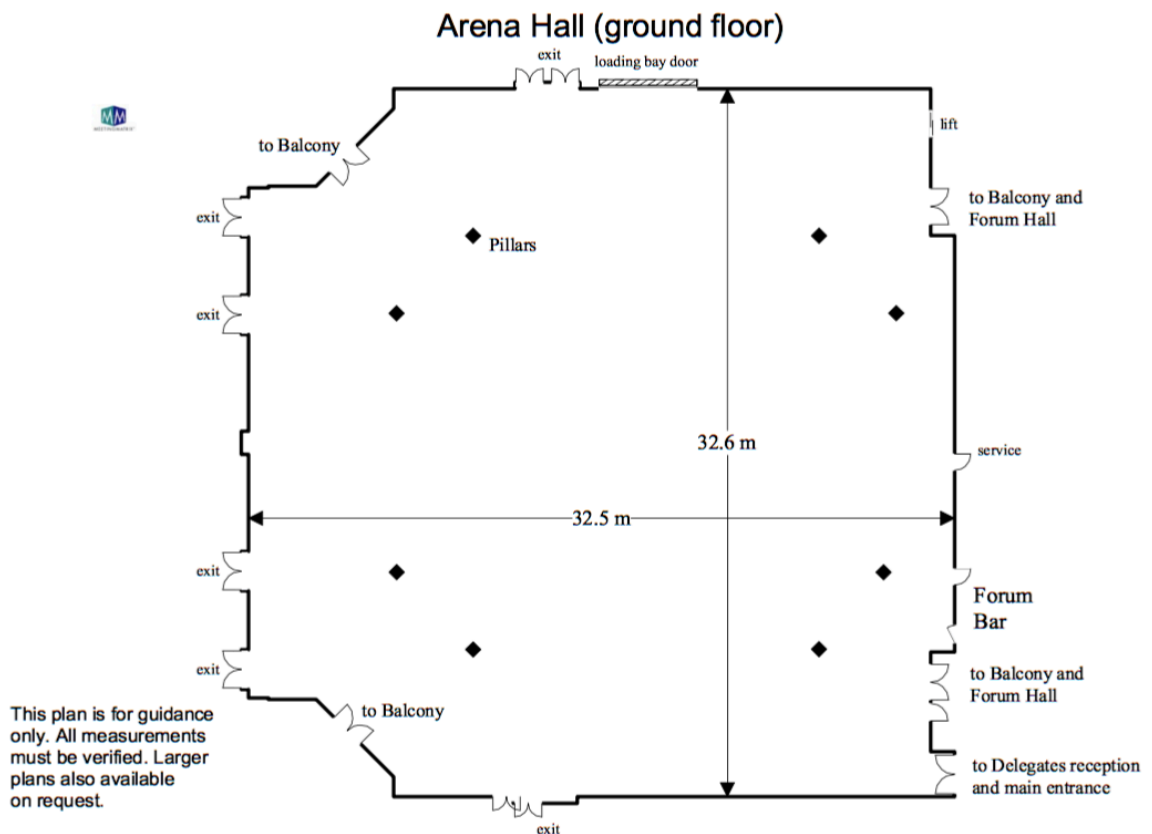 Arena Hall (ground floor)
exit
loading bay door
lift
to Balcony
to Balcony and
Forum Hall
exit
Pillars
exit
32.6 m
service
32.5 m
exit
Forum
Bar
exit
to Balcony and
Forum Hall
to Balcony
This plan is for guidance
only. All measurements
must be verified. Larger
plans also available
on request.
to Delegates reception
and main entrance
exit